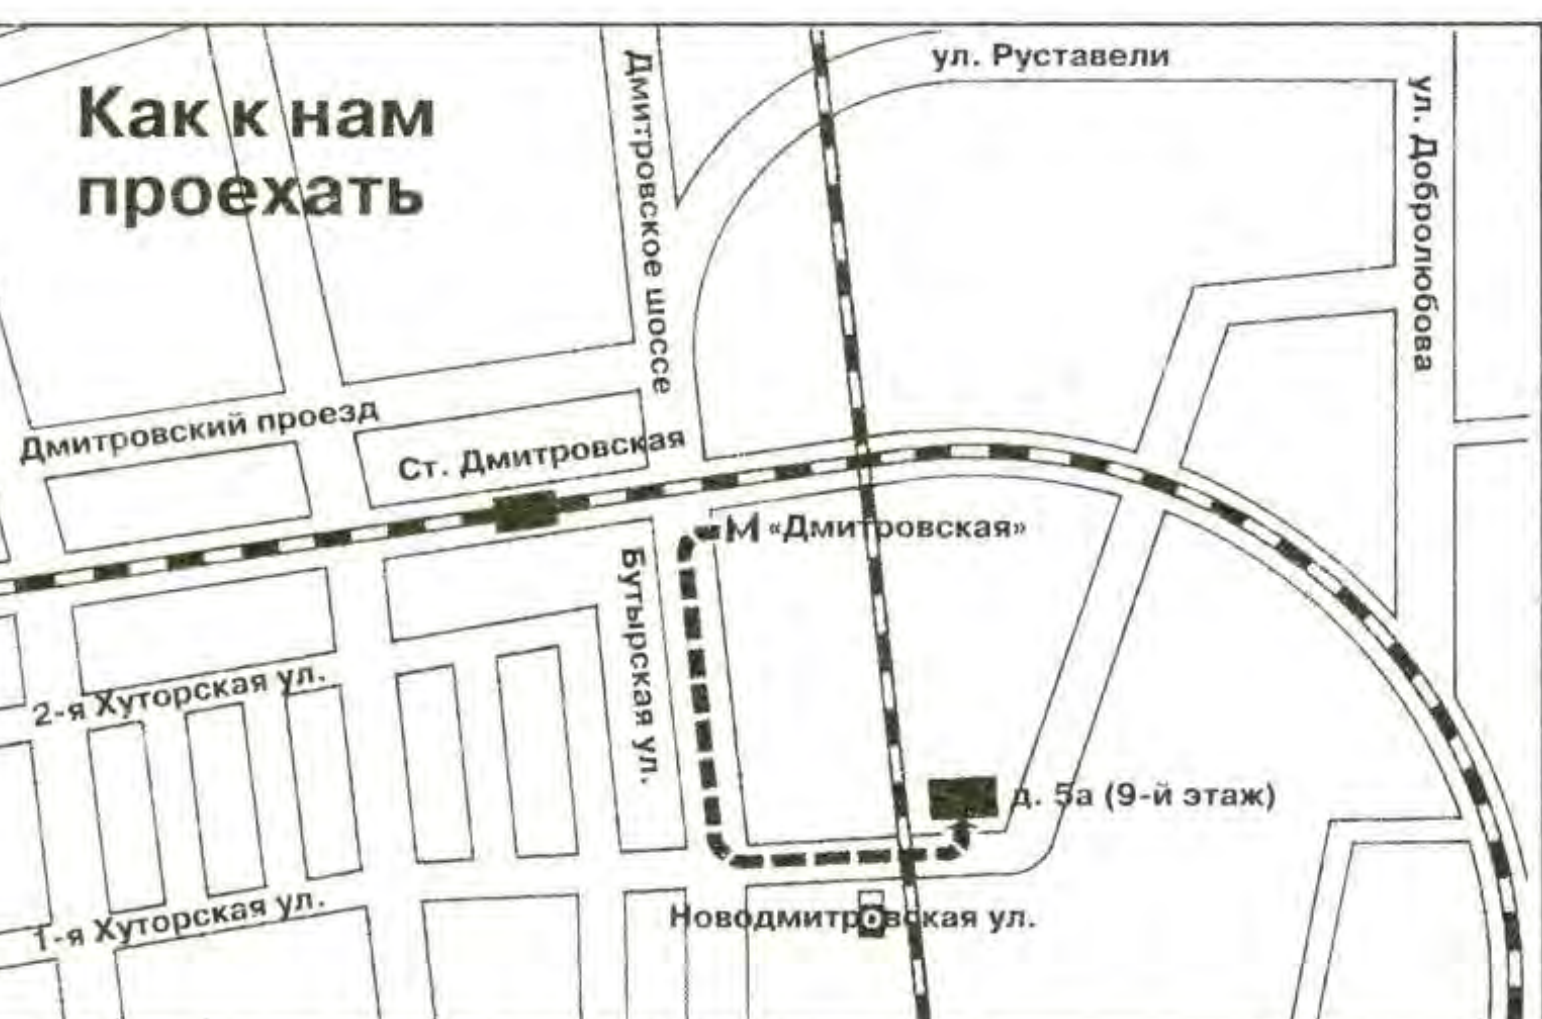 Как к нам
проехать
ул. Руставели
Дмитровское шоссе
ул. Добролюбова
Дмитровский проезд
Ст. Дмитровская
М «Дмитровская»
Бутырская ул.
2-я Хуторская ул.
д. 5а (9-й этаж)
1-я Хуторская ул.
Новодмитровская ул.